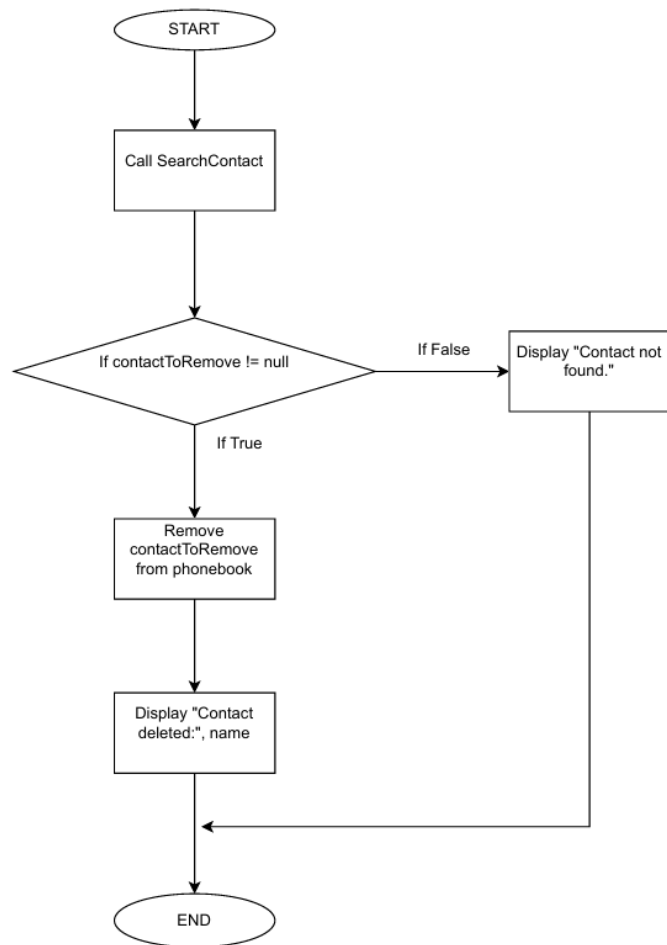 START
Call SearchContact
If contactToRemove != null
If False
Display "Contact not
found."
If True
Remove
contactToRemove
from phonebook
Display "Contact
deleted:", name
END